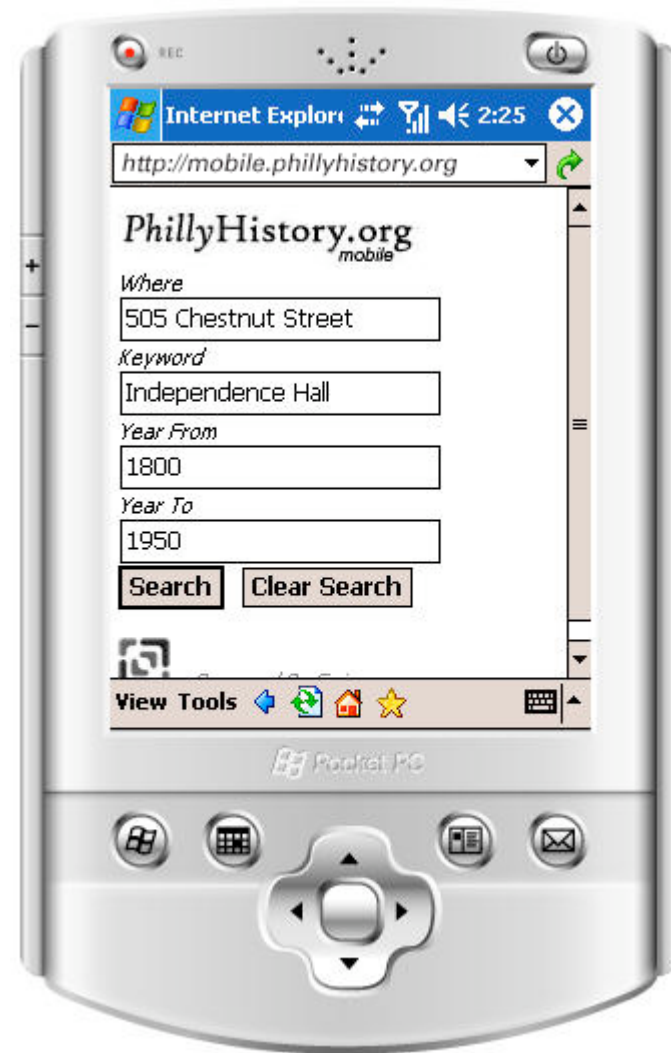 REC
Internet Explor 2:25
http://mobile.phillyhistory.org
PhillyHistory.org
mobile
Where
505 Chestnut Street
Keyword
Independence Hall
Year From
1800
Year To
1950
Search Clear Search
View Tools
Pocket PC